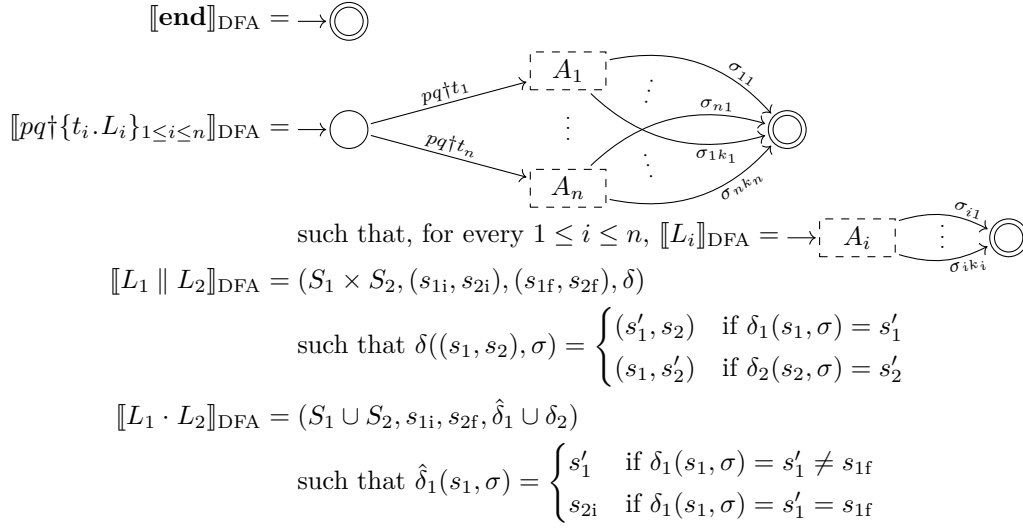 ⟦end⟧DFA =
⟦pq†{tᵢ.Lᵢ}₁≤ᵢ≤ₙ⟧DFA = pq†t₁ A₁ ⋮ pq†tₙ Aₙ σ₁₁ ⋮ σₙ₁ σ₁ₖ₁ ⋮ σₙₖₙ
such that, for every 1 ≤ i ≤ n, ⟦Lᵢ⟧DFA = Aᵢ σᵢ₁ ⋮ σᵢₖᵢ
⟦L₁ ∥ L₂⟧DFA = (S₁ × S₂, (s₁ᵢ, s₂ᵢ), (s₁f, s₂f), δ)
such that δ((s₁, s₂), σ) = {
(s′₁, s₂) if δ₁(s₁, σ) = s′₁
(s₁, s′₂) if δ₂(s₂, σ) = s′₂
⟦L₁ · L₂⟧DFA = (S₁ ∪ S₂, s₁ᵢ, s₂f, δ̂₁ ∪ δ₂)
such that δ̂₁(s₁, σ) = {
s′₁ if δ₁(s₁, σ) = s′₁ ≠ s₁f
s₂ᵢ if δ₁(s₁, σ) = s′₁ = s₁f